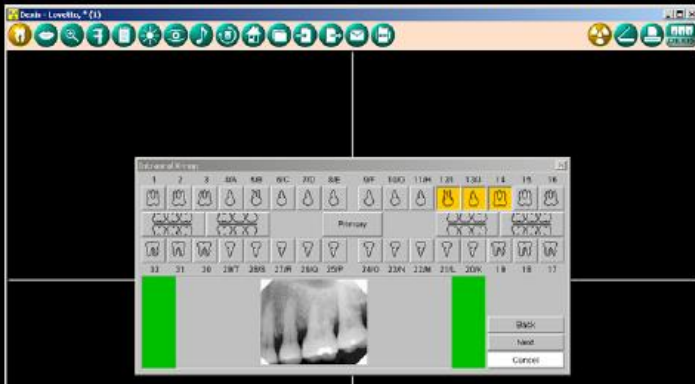 Dexis - Lovetto, * (1)
Intraoral X-rays
1 2 3 4/A 5/B 6/C 7/D 8/E 9/F 10/G 11/H 12/I 13/J 14 15 16
Primary
32 31 30 29/T 28/S 27/R 26/Q 25/P 24/O 23/N 22/M 21/L 20/K 19 18 17
Back
Next
Cancel